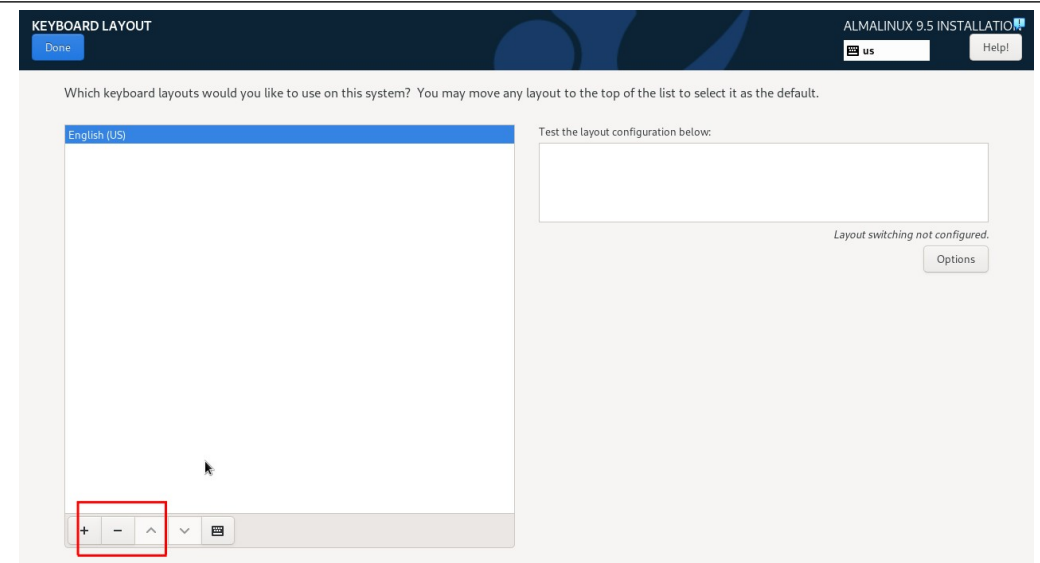 KEYBOARD LAYOUT
ALMALINUX 9.5 INSTALLATION
Done
us
Help!
Which keyboard layouts would you like to use on this system? You may move any layout to the top of the list to select it as the default.
English (US)
Test the layout configuration below:
Layout switching not configured.
Options